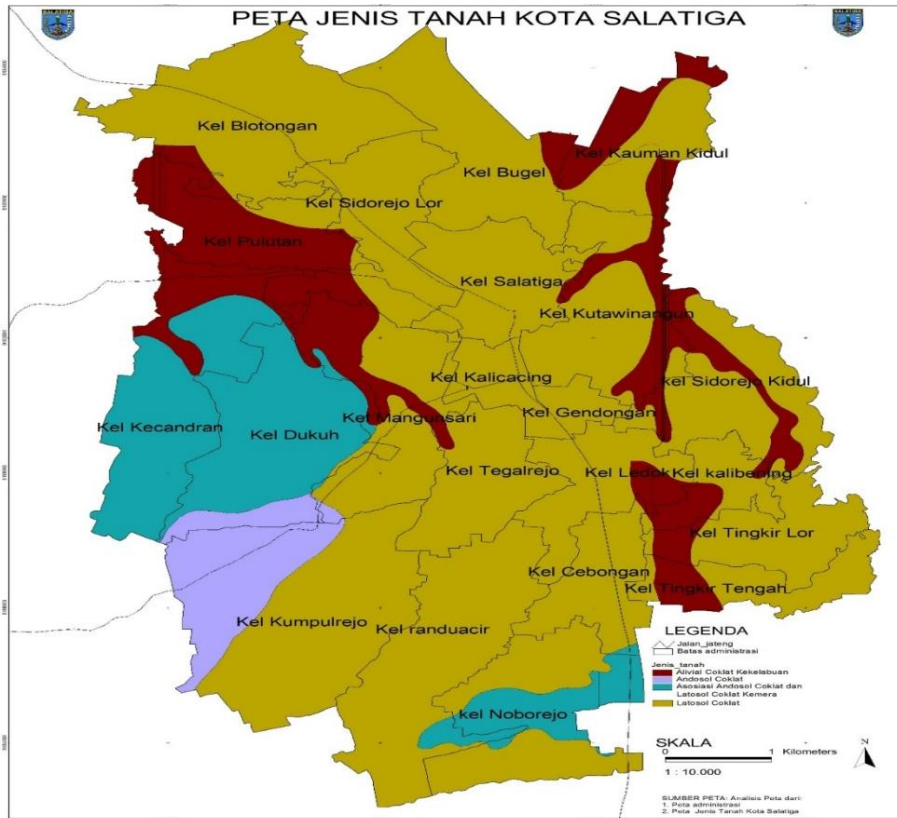 PETA JENIS TANAH KOTA SALATIGA
SALATIGA
SALATIGA
Kel Blotongan
Kel Kauman Kidul
Kel Bugel
Kel Sidorejo Lor
Kel Pulutan
Kel Salatiga
Kel Kutawinangun
Kel Kalicacing
kel Sidorejo Kidul
Kel Kecandran
Kel Dukuh
Kel Mangunsari
Kel Gendongan
Kel Tegalrejo
Kel Ledok
Kel kalibening
Kel Tingkir Lor
Kel Cebongan
Kel Tingkir Tengah
Kel Kumpulrejo
Kel randuacir
kel Noborejo
LEGENDA
Jalan_jateng
Batas administrasi
Jenis_tanah
Alivial Coklat Kekelabuan
Andosol Coklat
Asosiasi Andosol Coklat dan
Latosol Coklat Kemera
Latosol Coklat
SKALA
0 1 Kilometers
N
1 : 10.000
SUMBER PETA: Analisis Peta dari:
1. Peta administrasi
2. Peta Jenis Tanah Kota Salatiga